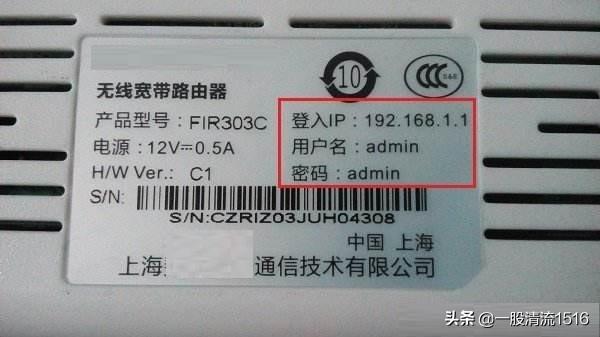 10
CCC S&E
无线宽带路由器
产品型号：FIR303C
登入IP：192.168.1.1
电源：12V⎓0.5A
用户名：admin
H/W Ver.: C1
密码：admin
S/N:
S/N:CZRIZ03JUH04308
中国 上海
上海 通信技术有限公司
头条 @一股清流1516